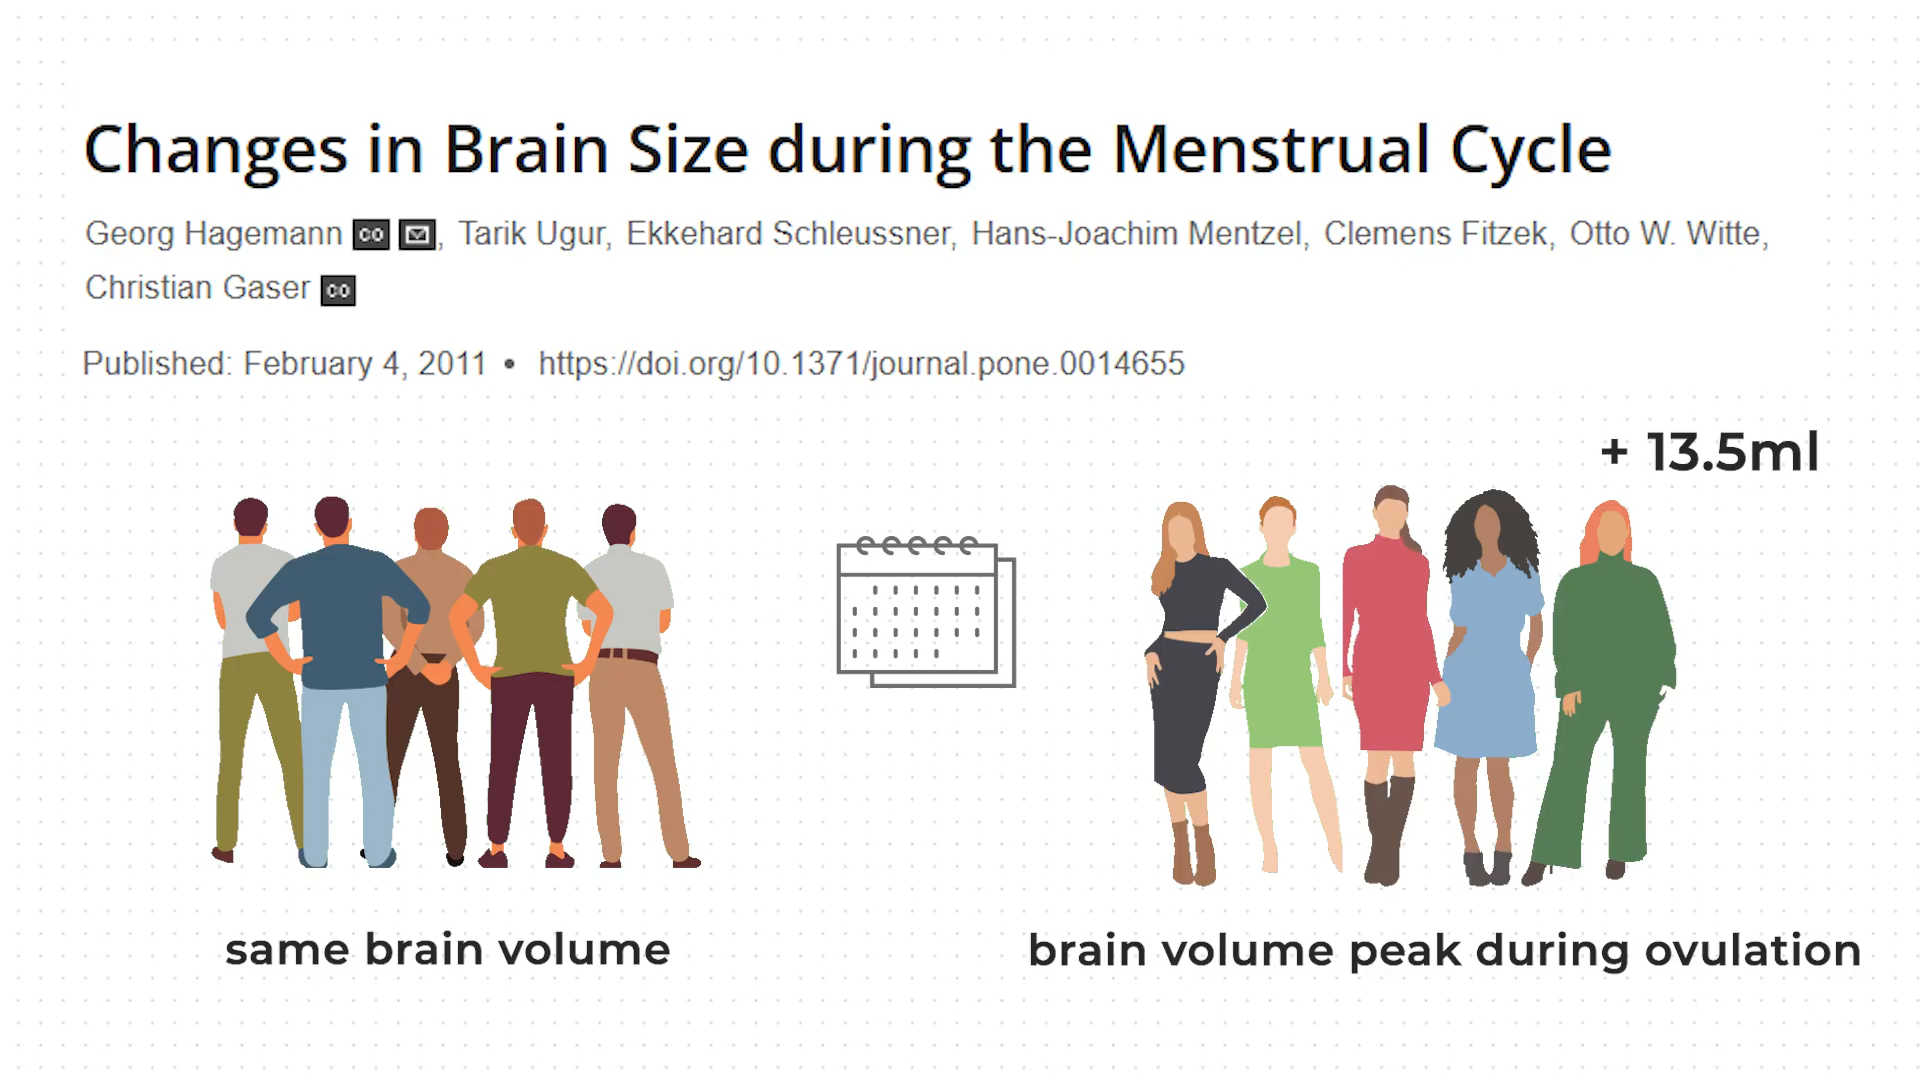 Changes in Brain Size during the Menstrual Cycle
Georg Hagemann co, Tarik Ugur, Ekkehard Schleussner, Hans-Joachim Mentzel, Clemens Fitzek, Otto W. Witte,
Christian Gaser co
Published: February 4, 2011 • https://doi.org/10.1371/journal.pone.0014655
+ 13.5ml
same brain volume
brain volume peak during ovulation